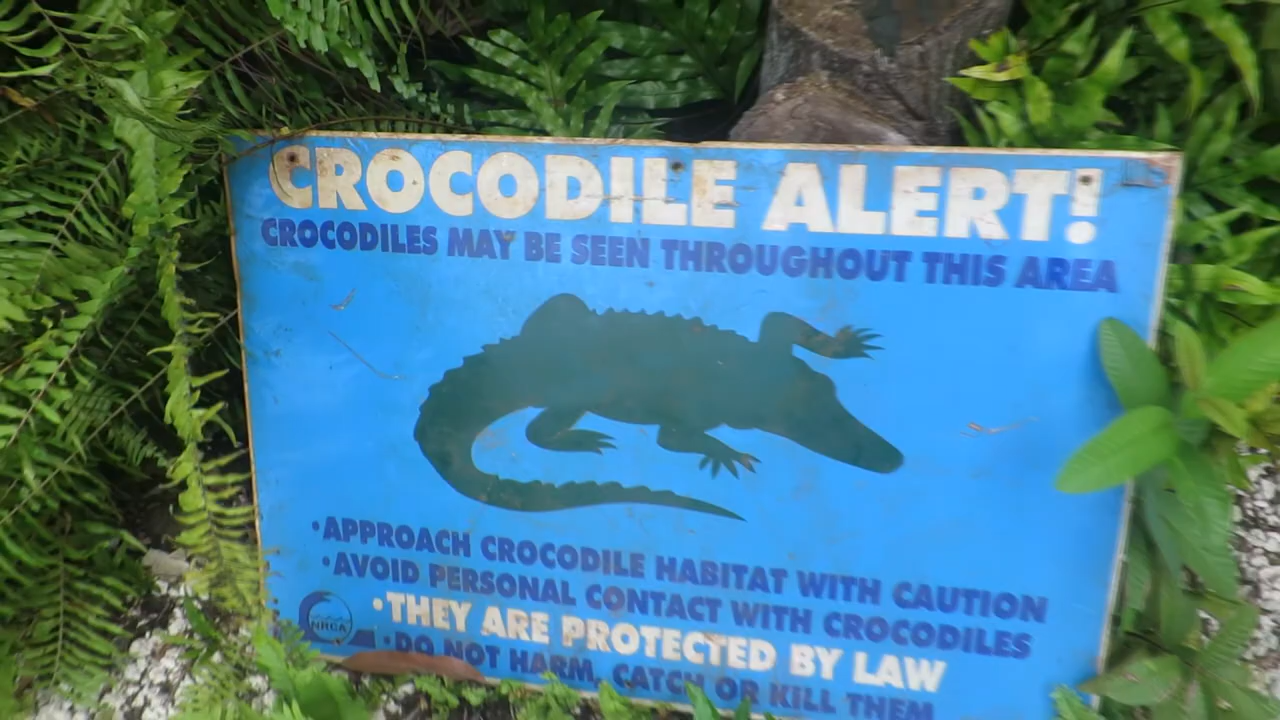 CROCODILE ALERT!
CROCODILES MAY BE SEEN THROUGHOUT THIS AREA
•APPROACH CROCODILE HABITAT WITH CAUTION
•AVOID PERSONAL CONTACT WITH CROCODILES
•THEY ARE PROTECTED BY LAW
•DO NOT HARM, CATCH OR KILL THEM
NRCA